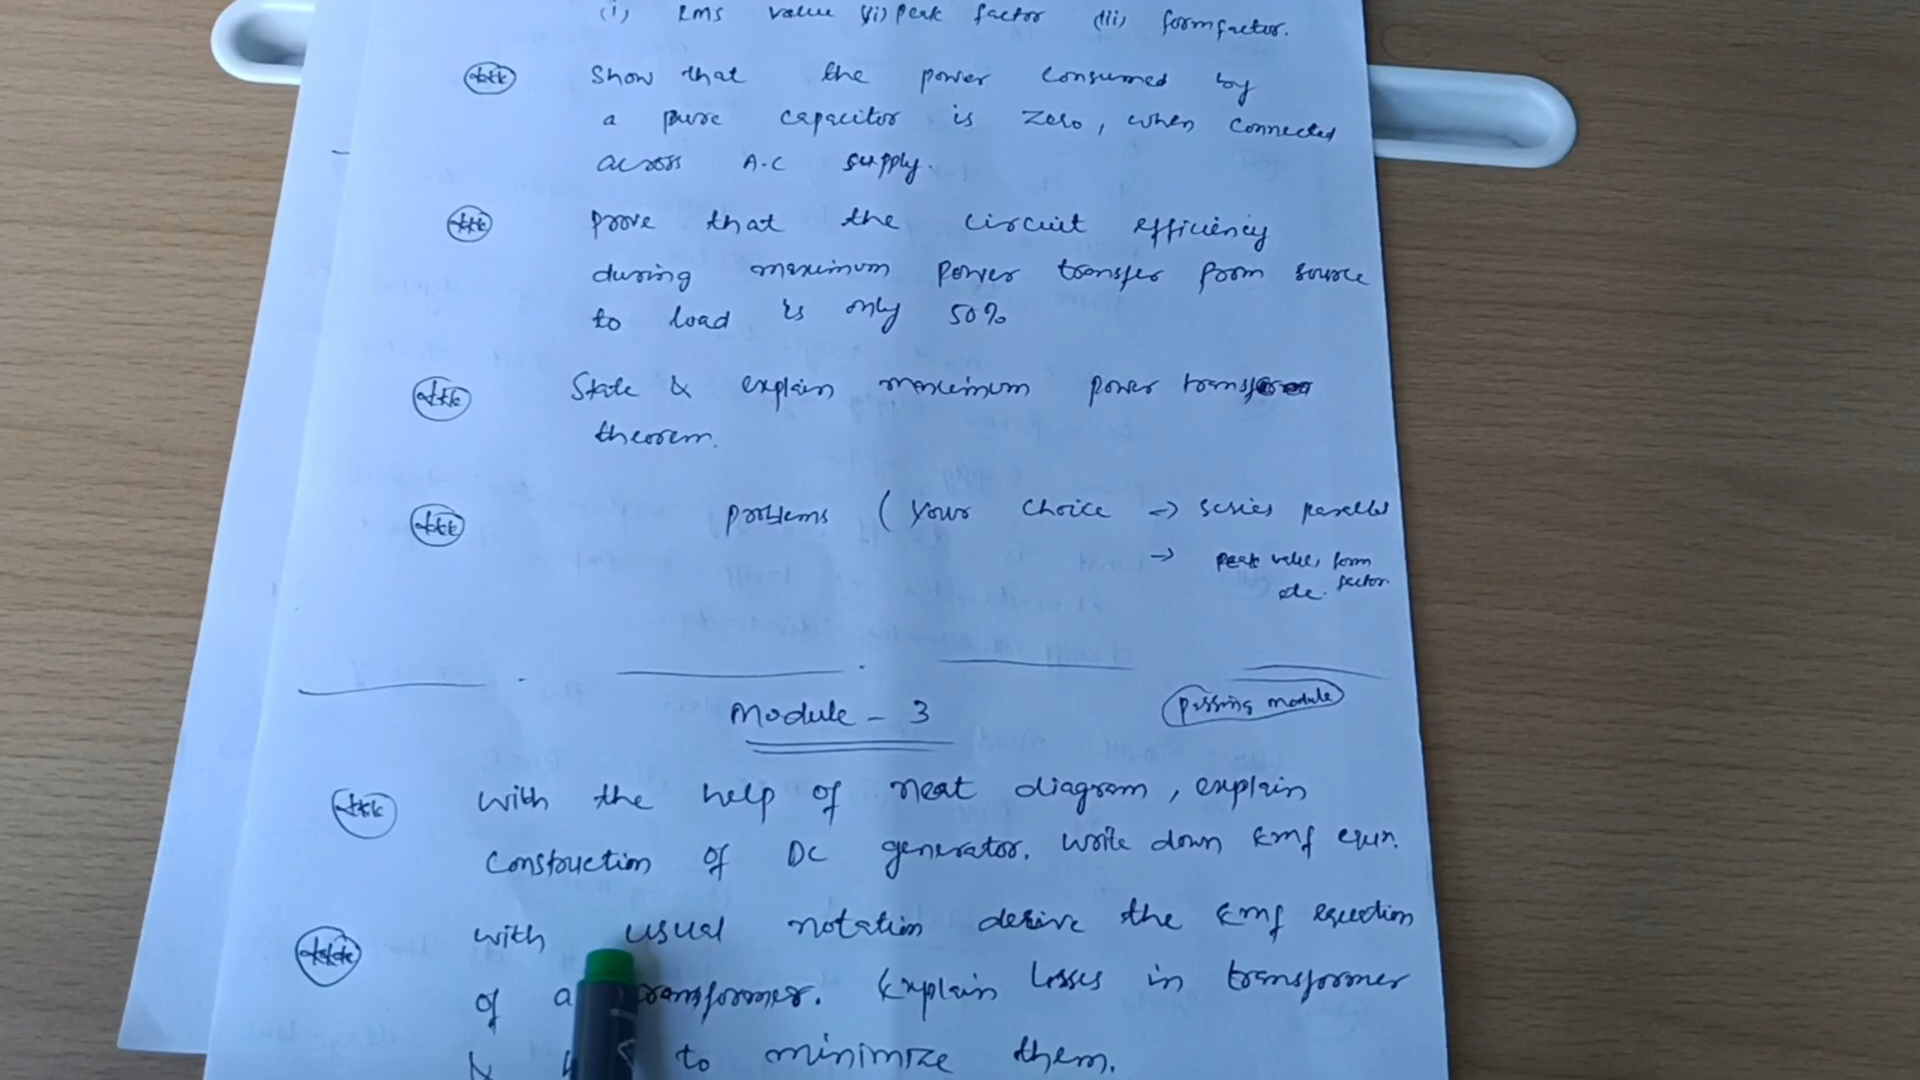 (i) RMS value (ii) Peak factor (iii) formfactor.
*** Show that the power consumed by
a pure capacitor is zero, when connected
across A.C supply.
*** prove that the circuit efficiency
during maximum power transfer from source
to load is only 50%
*** State & explain maximum power transfer
theorem.
*** problems ( your choice → series parallel
→ peak value, form
factor
etc.
Module - 3
passing module
*** with the help of neat diagram, explain
construction of DC generator. Write down Emf equn.
*** with usual notation derive the Emf equation
of a transformer. Explain losses in transformer
& to minimize them.